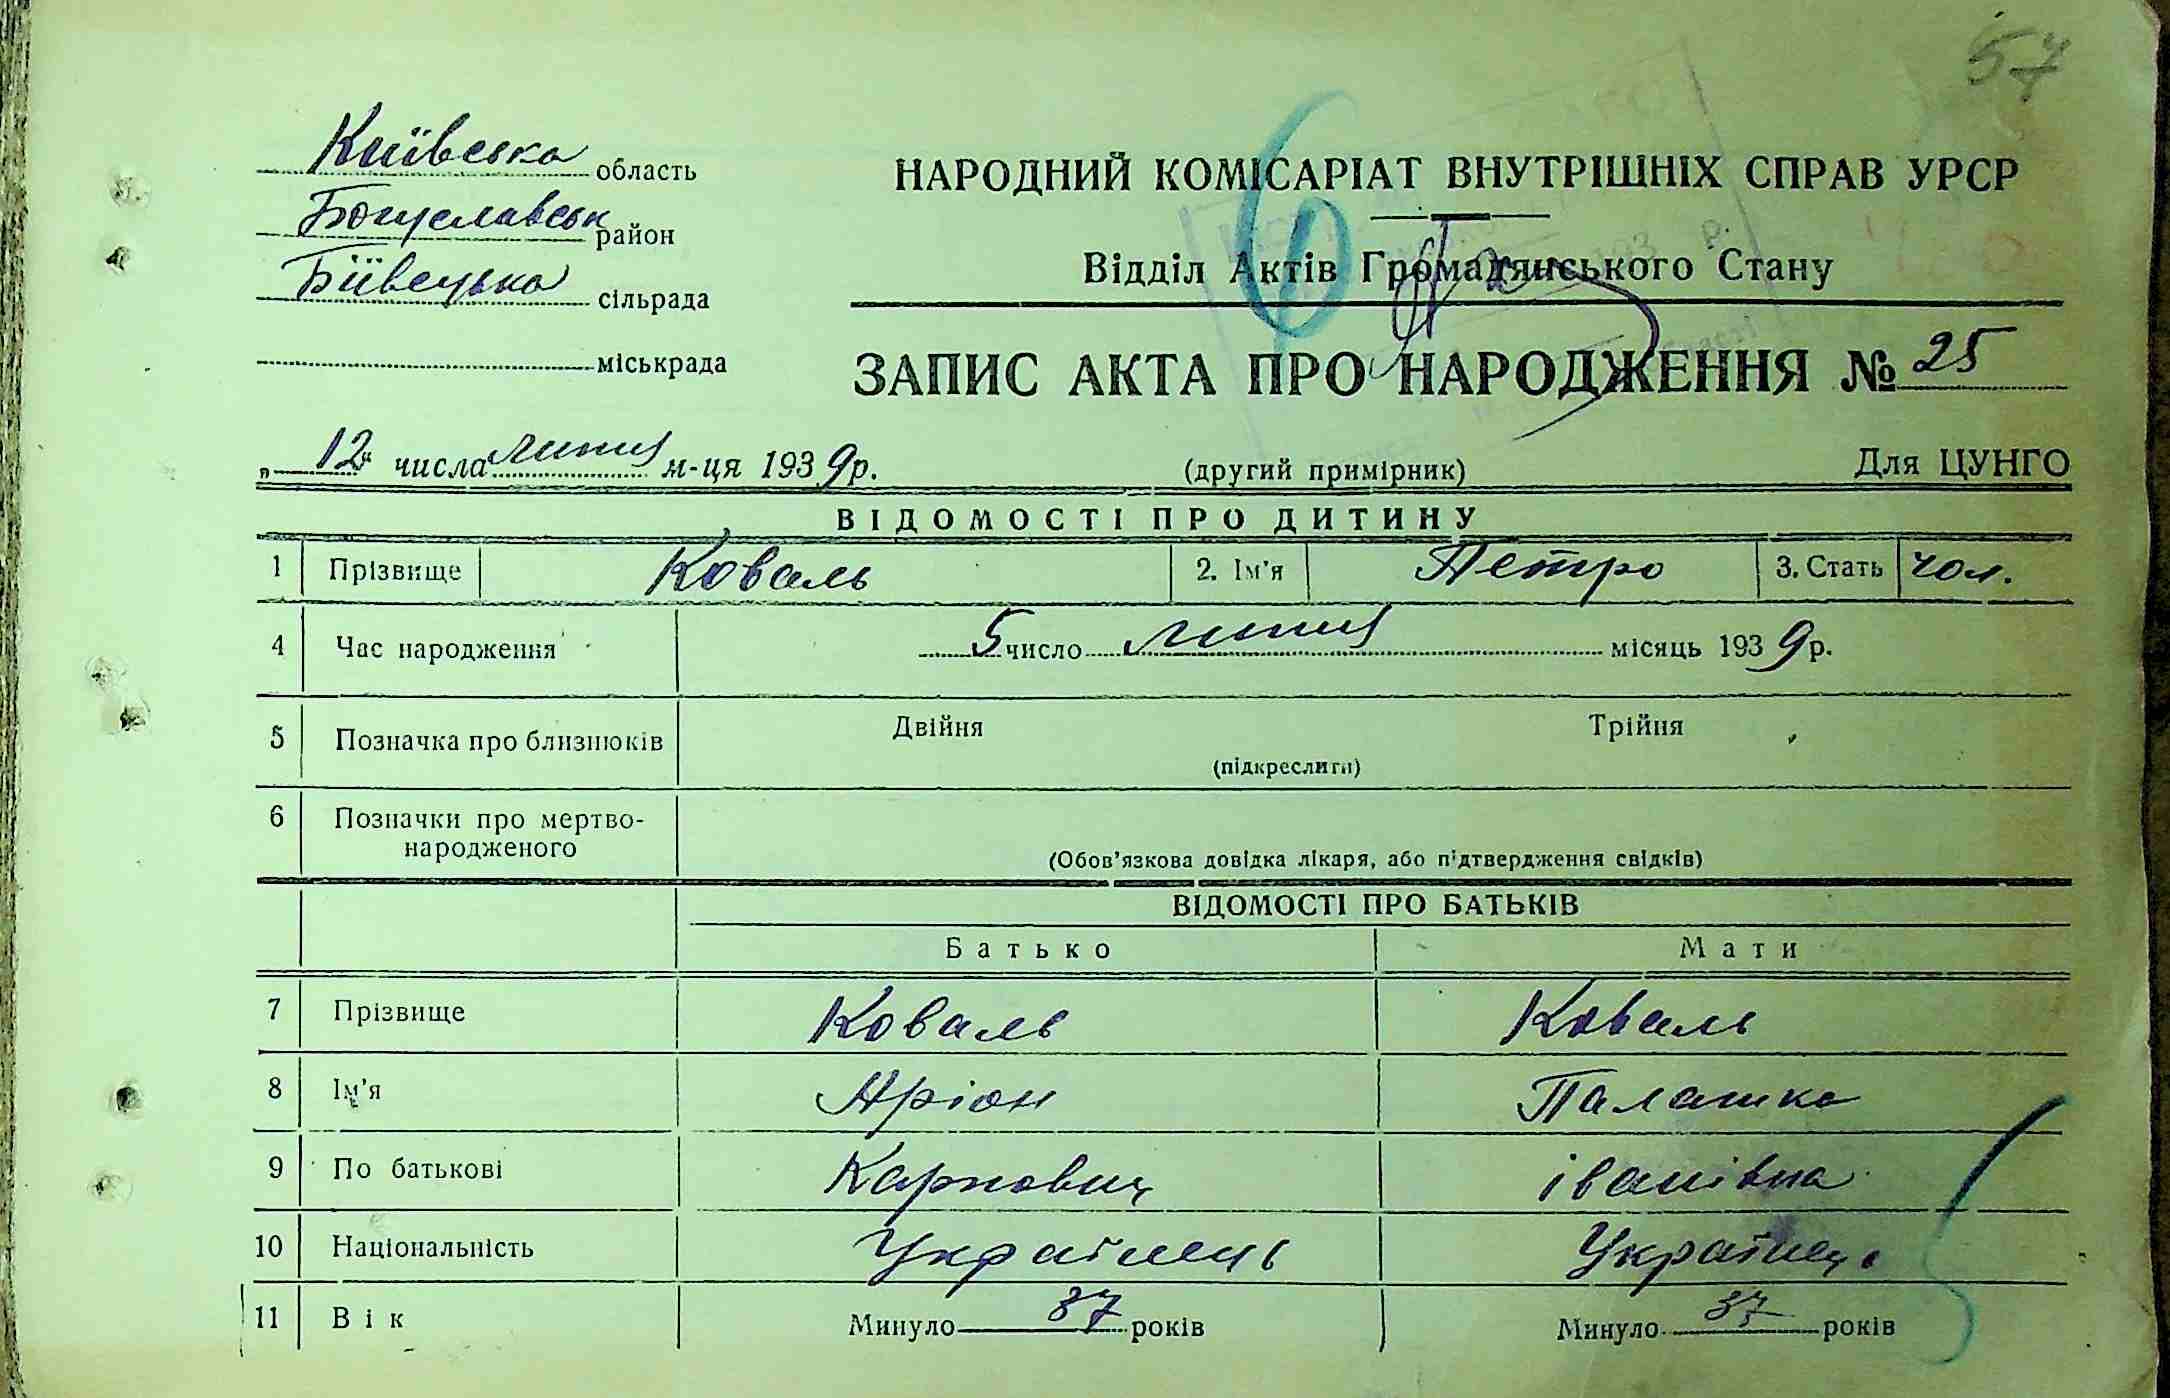 57
Київська область
Богуславськ район
Бієвецька сільрада
міськрада
НАРОДНИЙ КОМІСАРІАТ ВНУТРІШНІХ СПРАВ УРСР
Відділ Актів Громадянського Стану
6
ЗАПИС АКТА ПРО НАРОДЖЕННЯ № 25
„ 12 числа липня м-ця 1939 р.
(другий примірник)
Для ЦУНГО
ВІДОМОСТІ ПРО ДИТИНУ
1 Прізвище Коваль 2. Ім'я Петро 3. Стать чол.
4 Час народження 5 число липня місяць 1939 р.
5 Позначка про близнюків Двійня Трійня
(підкреслити)
6 Позначки про мертво-
народженого
(Обов'язкова довідка лікаря, або підтвердження свідків)
ВІДОМОСТІ ПРО БАТЬКІВ
Батько Мати
7 Прізвище Коваль Коваль
8 Ім'я Аріон Палашка
9 По батькові Карпович іванівна
10 Національність Українець Українець
11 Вік Минуло 37 років Минуло 37 років